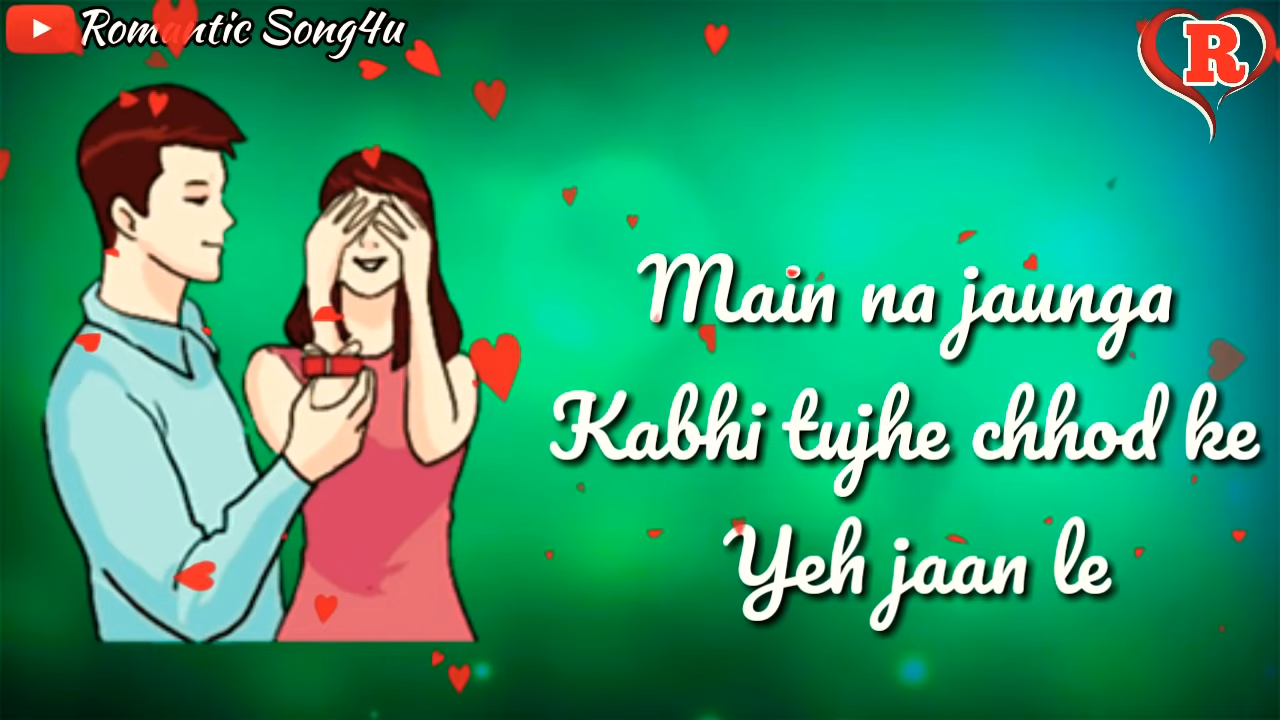 Romantic Song4u
R
Main na jaunga
Kabhi tujhe chhod ke
Yeh jaan le